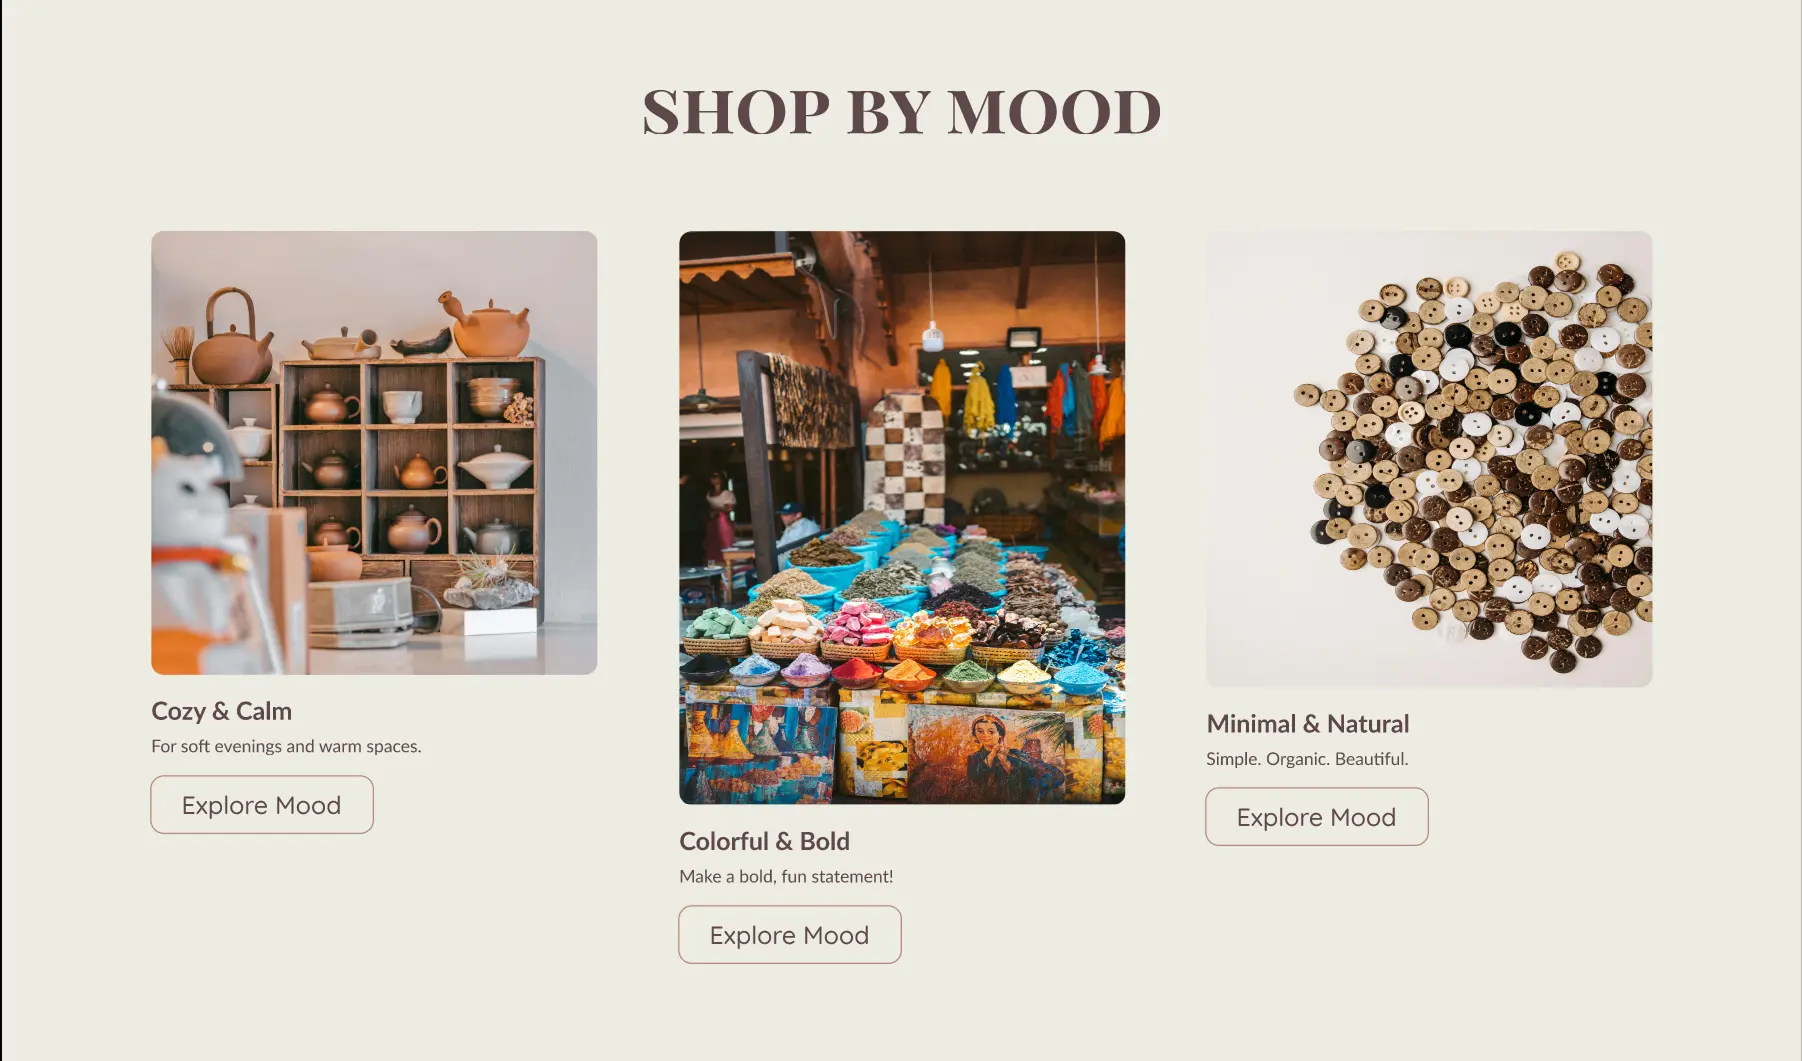 SHOP BY MOOD
Cozy & Calm
For soft evenings and warm spaces.
Explore Mood
Colorful & Bold
Make a bold, fun statement!
Explore Mood
Minimal & Natural
Simple. Organic. Beautiful.
Explore Mood